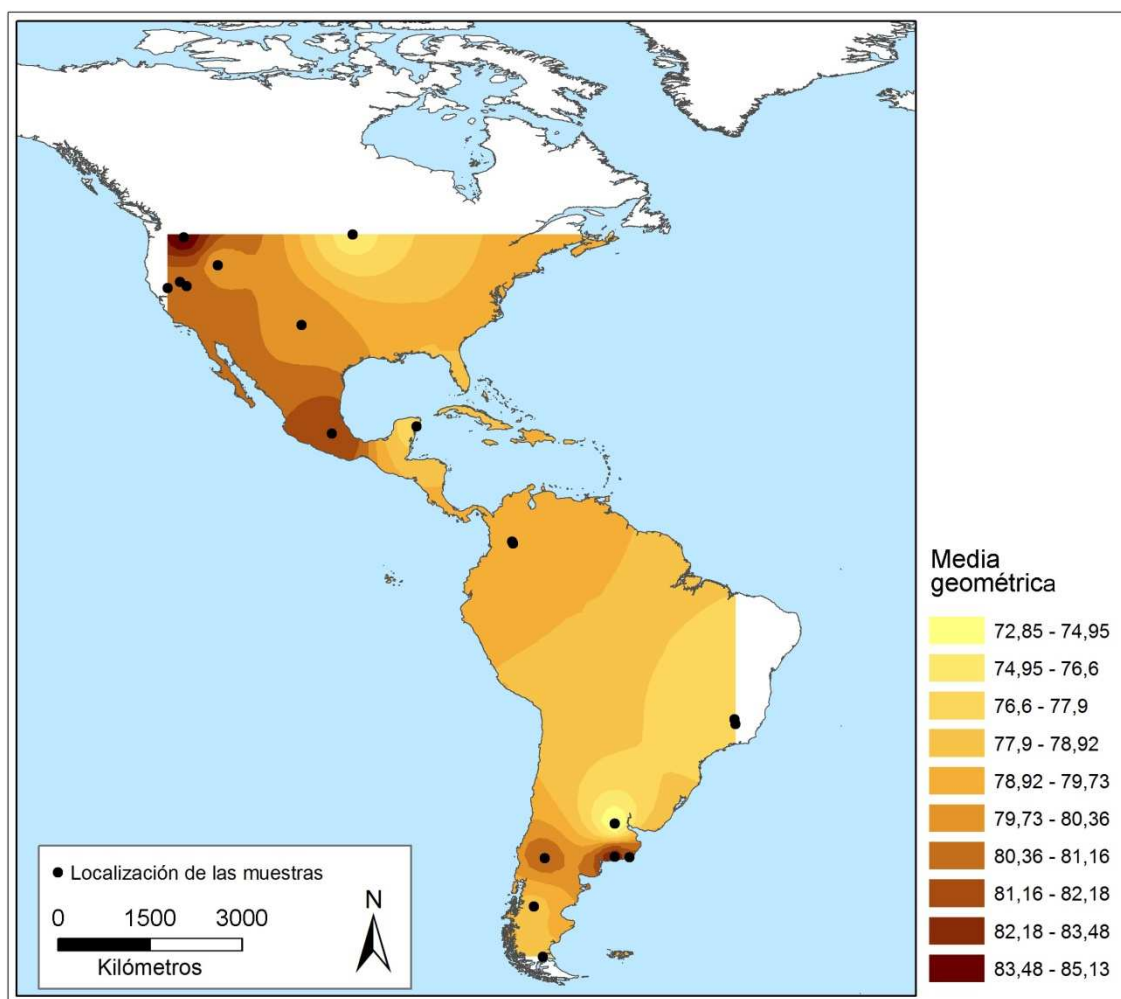 Media
geométrica
72,85 - 74,95
74,95 - 76,6
76,6 - 77,9
77,9 - 78,92
78,92 - 79,73
79,73 - 80,36
80,36 - 81,16
81,16 - 82,18
82,18 - 83,48
83,48 - 85,13
Localización de las muestras
0 1500 3000
Kilómetros
N